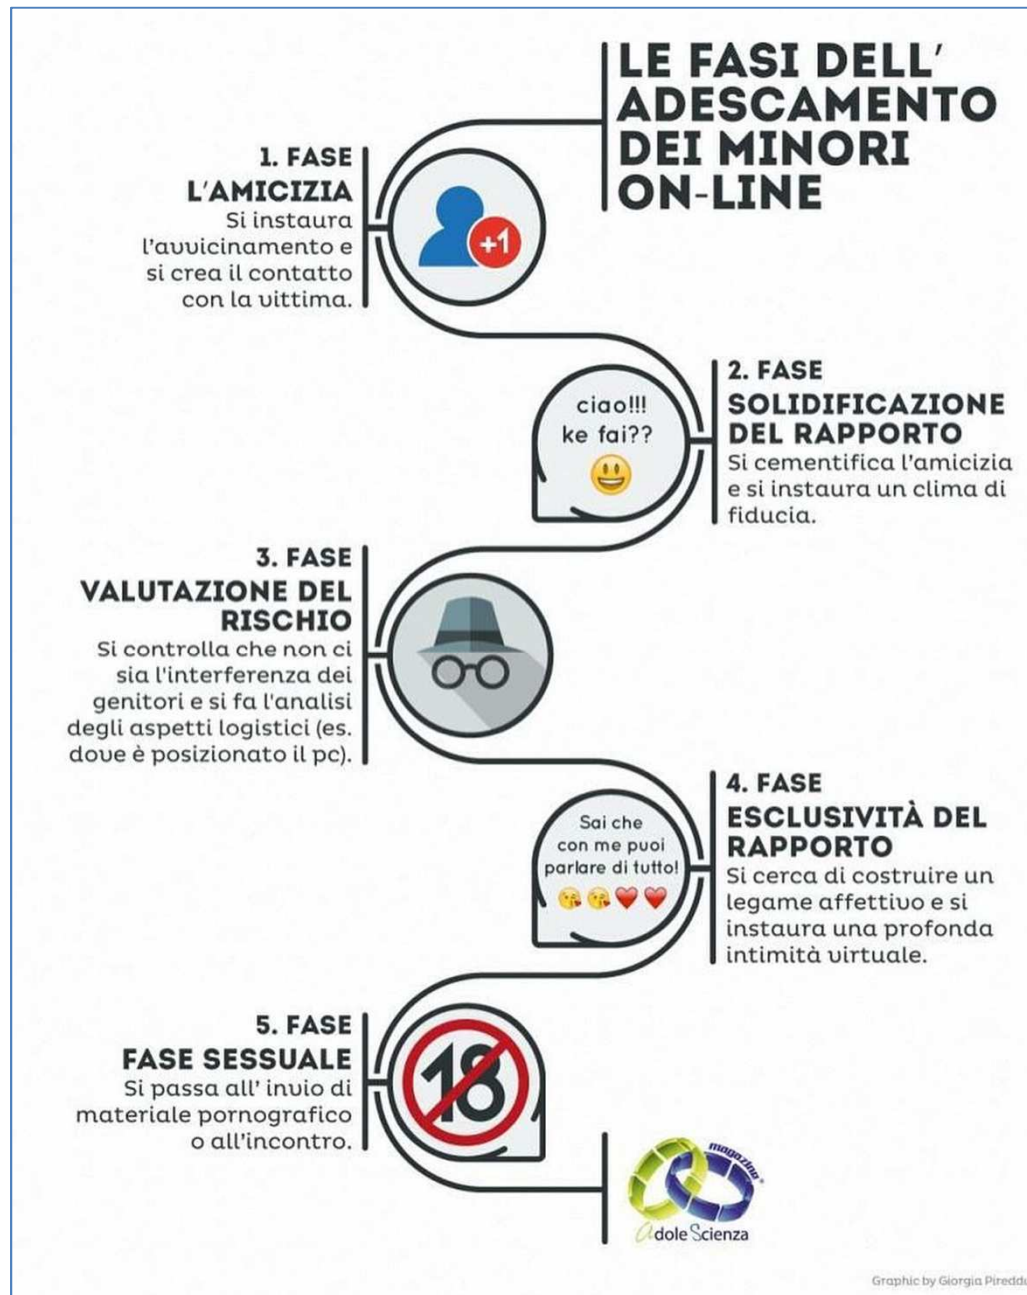 LE FASI DELL'
ADESCAMENTO
DEI MINORI
ON-LINE
1. FASE
L'AMICIZIA
Si instaura
l'avvicinamento e
si crea il contatto
con la vittima.
+1
2. FASE
SOLIDIFICAZIONE
DEL RAPPORTO
Si cementifica l'amicizia
e si instaura un clima di
fiducia.
ciao!!!
ke fai??
3. FASE
VALUTAZIONE DEL
RISCHIO
Si controlla che non ci
sia l'interferenza dei
genitori e si fa l'analisi
degli aspetti logistici (es.
dove è posizionato il pc).
4. FASE
ESCLUSIVITÀ DEL
RAPPORTO
Si cerca di costruire un
legame affettivo e si
instaura una profonda
intimità virtuale.
Sai che
con me puoi
parlare di tutto!
5. FASE
FASE SESSUALE
Si passa all' invio di
materiale pornografico
o all'incontro.
18
magazine®
AdoleScienza
Graphic by Giorgia Pireddu